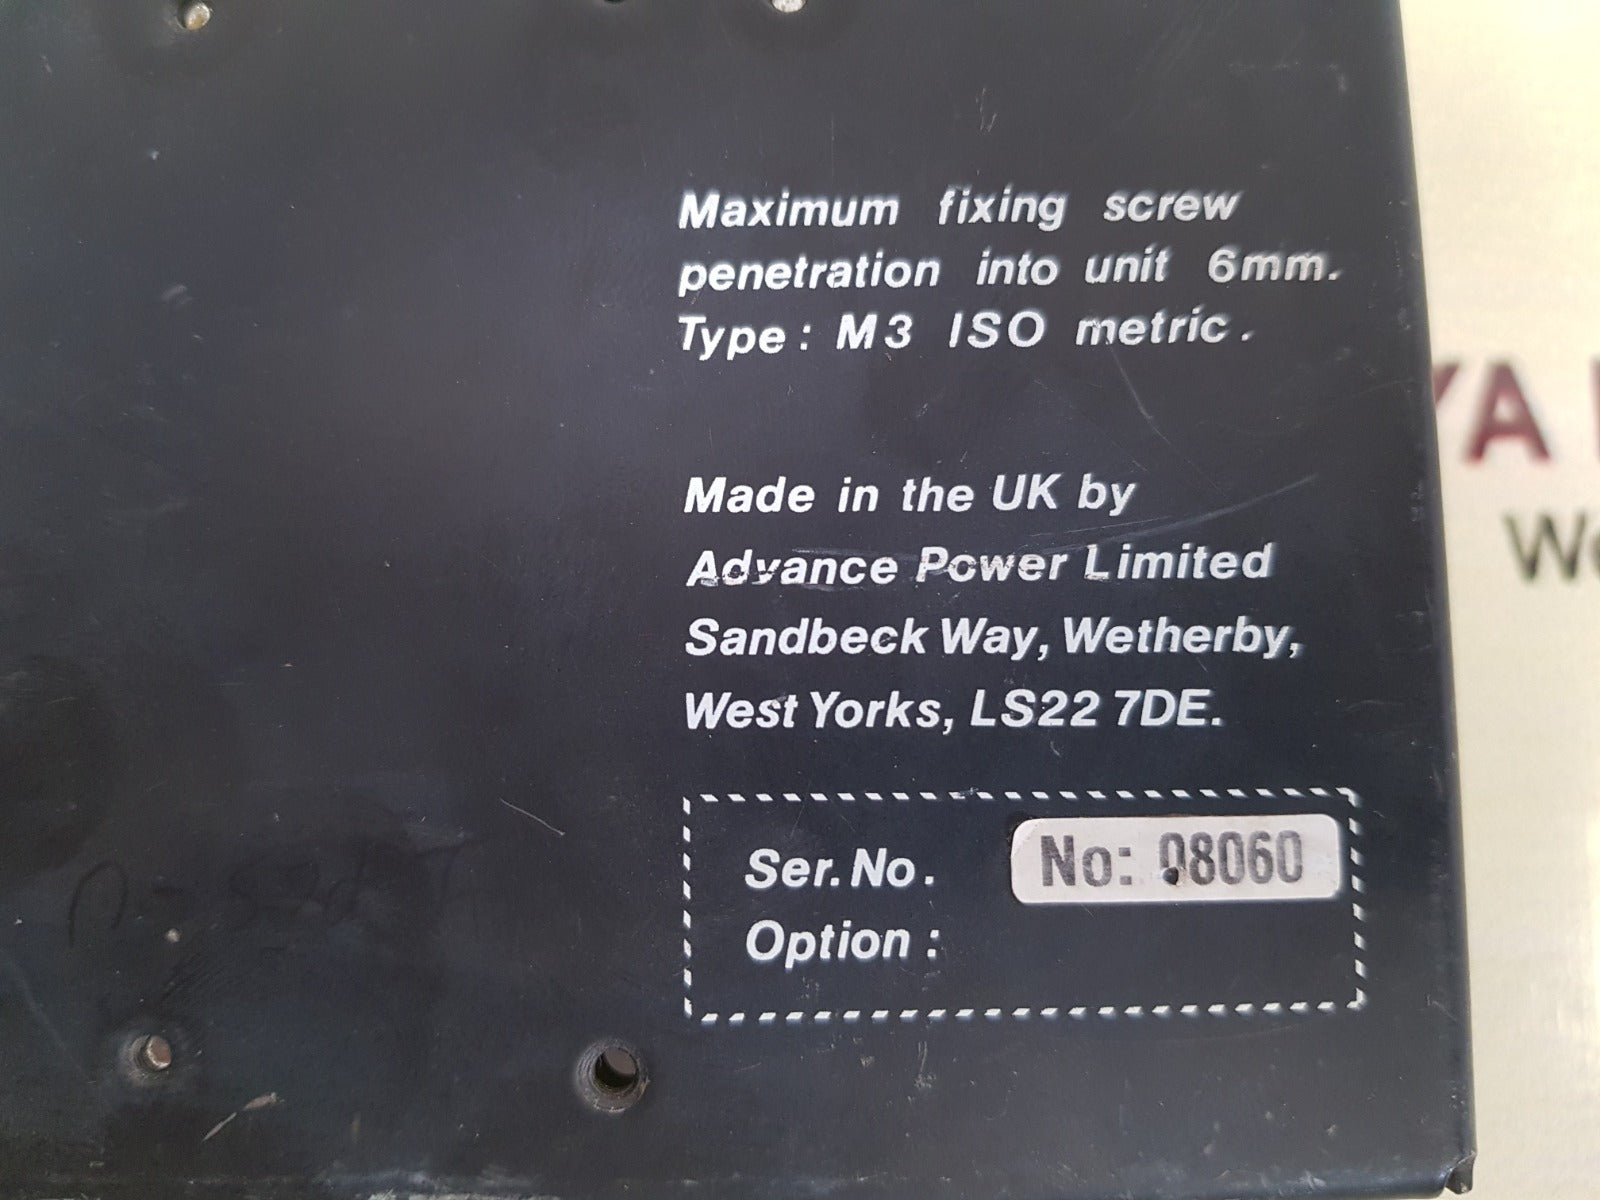 Maximum fixing screw
penetration into unit 6mm.
Type: M3 ISO metric.
Made in the UK by
Advance Power Limited
Sandbeck Way, Wetherby,
West Yorks, LS22 7DE.
Ser. No. No: 08060
Option: